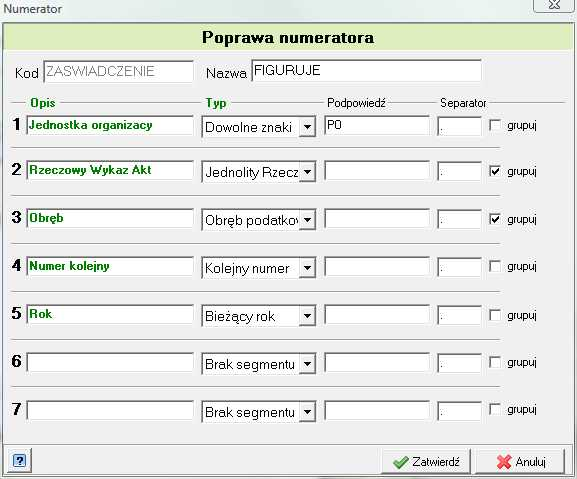 Numerator
Poprawa numeratora
Kod ZASWIADCZENIE Nazwa FIGURUJE
Opis Typ Podpowiedź Separator
1 Jednostka organizacy Dowolne znaki PO . grupuj
2 Rzeczowy Wykaz Akt Jednolity Rzecz . grupuj
3 Obręb Obręb podatkov . grupuj
4 Numer kolejny Kolejny numer . grupuj
5 Rok Bieżący rok . grupuj
6 Brak segmentu . grupuj
7 Brak segmentu . grupuj
? Zatwierdź Anuluj